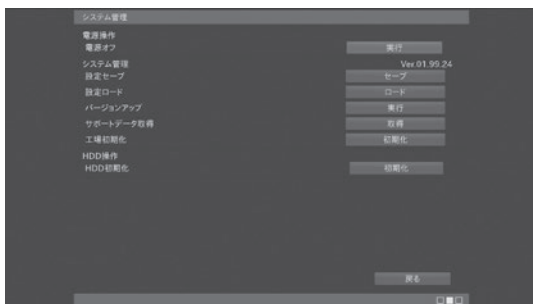 システム管理
電源操作
電源オフ 実行
システム管理 Ver.01.99.24
設定セーブ セーブ
設定ロード ロード
バージョンアップ 実行
サポートデータ取得 取得
工場初期化 初期化
HDD操作
HDD初期化 初期化
戻る